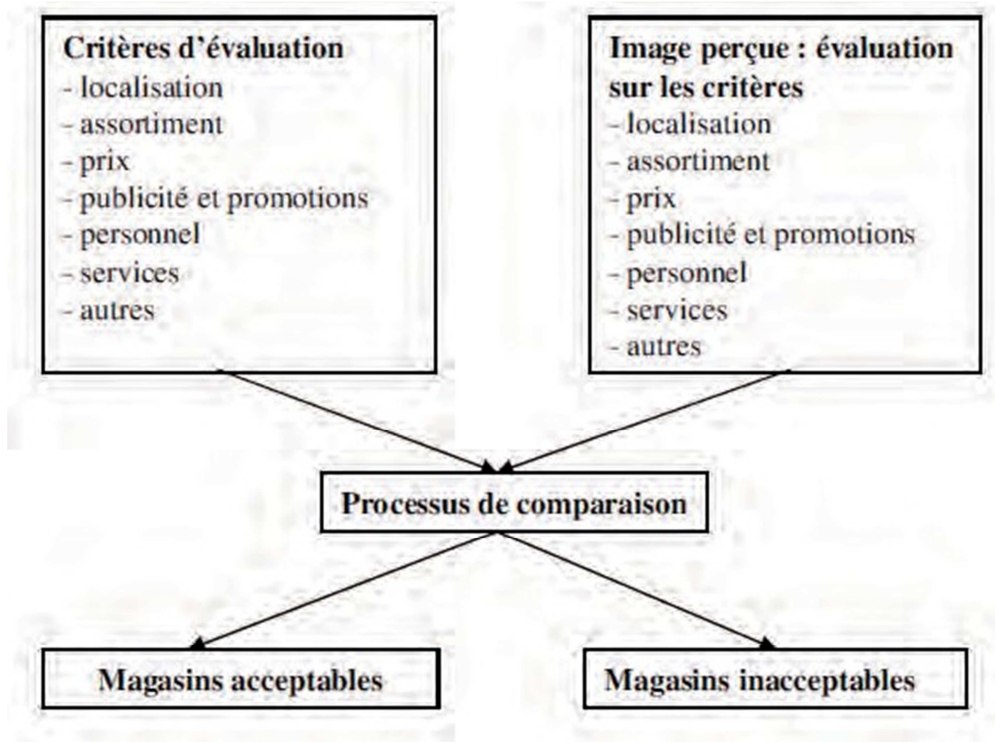 Critères d'évaluation
- localisation
- assortiment
- prix
- publicité et promotions
- personnel
- services
- autres
Image perçue : évaluation
sur les critères
- localisation
- assortiment
- prix
- publicité et promotions
- personnel
- services
- autres
Processus de comparaison
Magasins acceptables
Magasins inacceptables